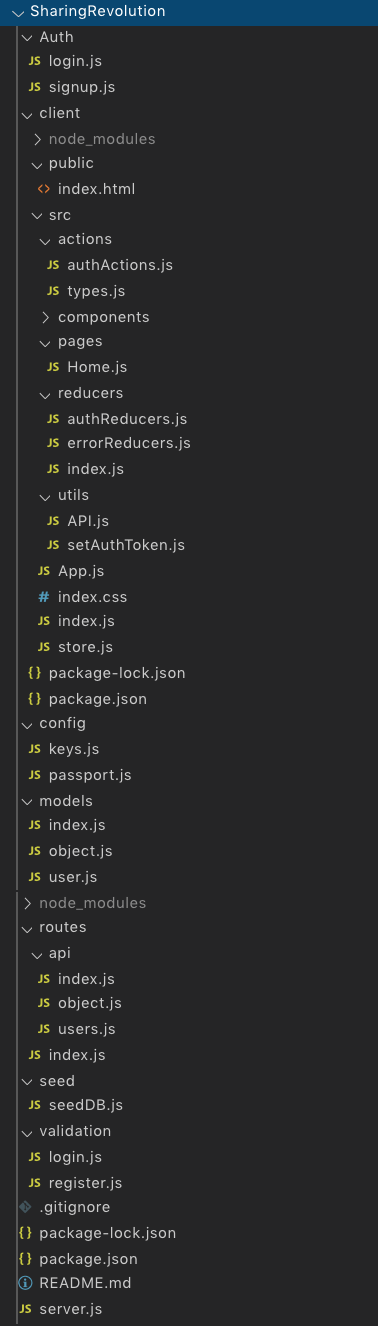 SharingRevolution
Auth
JS login.js
JS signup.js
client
node_modules
public
<> index.html
src
actions
JS authActions.js
JS types.js
components
pages
JS Home.js
reducers
JS authReducers.js
JS errorReducers.js
JS index.js
utils
JS API.js
JS setAuthToken.js
JS App.js
# index.css
JS index.js
JS store.js
{} package-lock.json
{} package.json
config
JS keys.js
JS passport.js
models
JS index.js
JS object.js
JS user.js
node_modules
routes
api
JS index.js
JS object.js
JS users.js
JS index.js
seed
JS seedDB.js
validation
JS login.js
JS register.js
.gitignore
{} package-lock.json
{} package.json
README.md
JS server.js